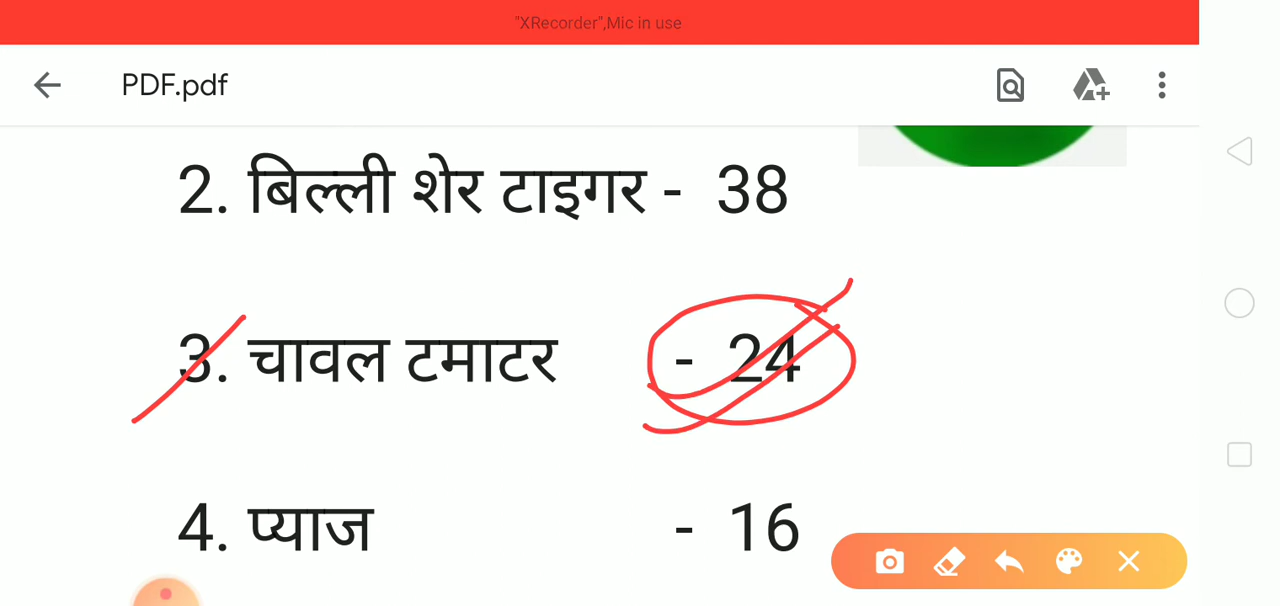 "XRecorder",Mic in use
PDF.pdf
2. बिल्ली शेर टाइगर - 38
3. चावल टमाटर - 24
4. प्याज - 16